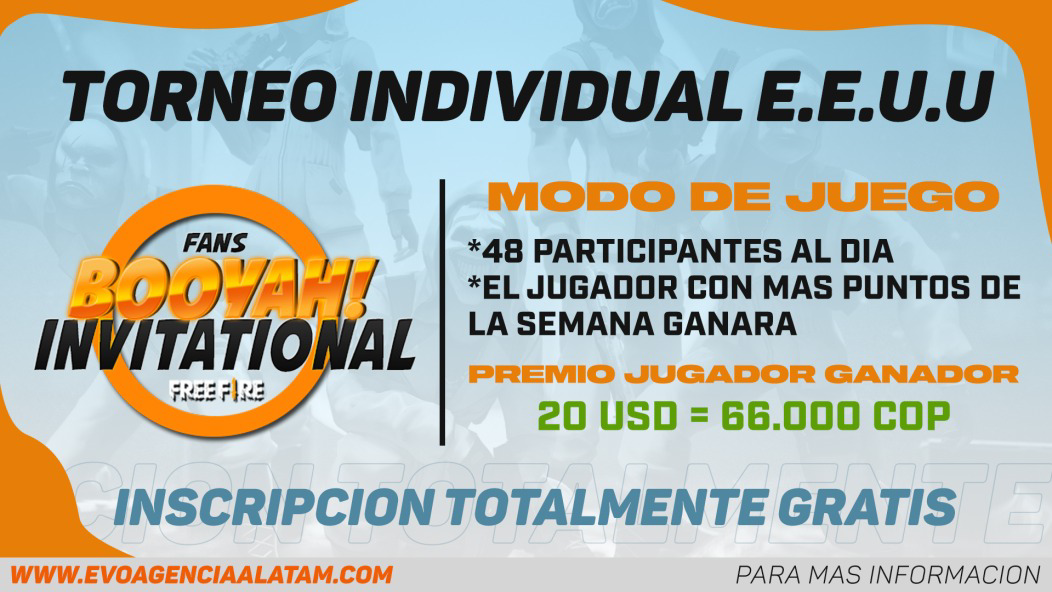 TORNEO INDIVIDUAL E.E.U.U
FANS
BOOYAH!
INVITATIONAL
FREE FIRE
MODO DE JUEGO
*48 PARTICIPANTES AL DIA
*EL JUGADOR CON MAS PUNTOS DE
LA SEMANA GANARA
PREMIO JUGADOR GANADOR
20 USD = 66.000 COP
CION TOTALMENTE
INSCRIPCION TOTALMENTE GRATIS
WWW.EVOAGENCIAALATAM.COM
PARA MAS INFORMACION